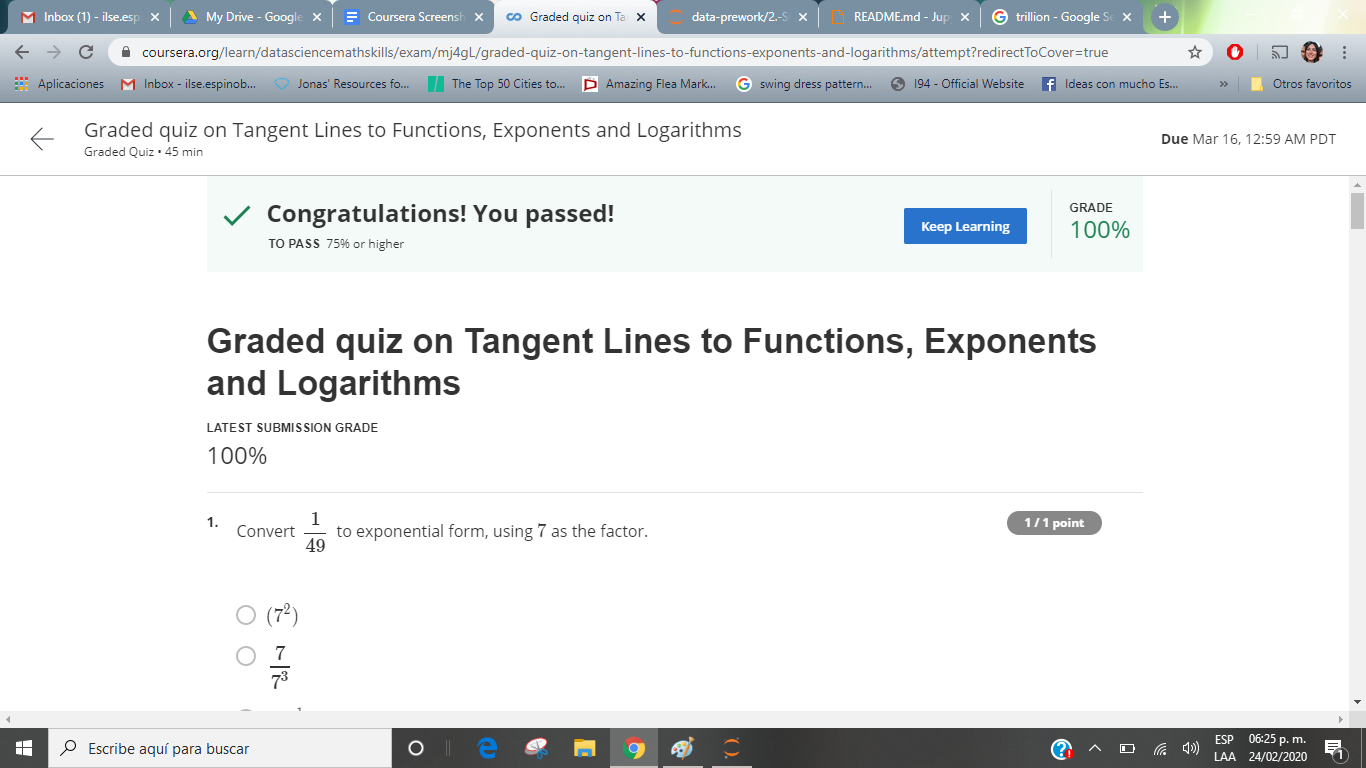 Inbox (1) - ilse.esp
My Drive - Google
Coursera Screensh
Graded quiz on Ta
data-prework/2.-S
README.md - Jup
trillion - Google Se
coursera.org/learn/datasciencemathskills/exam/mj4gL/graded-quiz-on-tangent-lines-to-functions-exponents-and-logarithms/attempt?redirectToCover=true
Aplicaciones
Inbox - ilse.espinob...
Jonas' Resources fo...
The Top 50 Cities to...
Amazing Flea Mark...
swing dress pattern...
I94 - Official Website
Ideas con mucho Es...
»
Otros favoritos
Graded quiz on Tangent Lines to Functions, Exponents and Logarithms
Graded Quiz • 45 min
Due Mar 16, 12:59 AM PDT
Congratulations! You passed!
TO PASS 75% or higher
Keep Learning
GRADE
100%
Graded quiz on Tangent Lines to Functions, Exponents
and Logarithms
LATEST SUBMISSION GRADE
100%
1. Convert 1/49 to exponential form, using 7 as the factor.
1 / 1 point
(7²)
7/7³
Escribe aquí para buscar
ESP
LAA
06:25 p. m.
24/02/2020
1